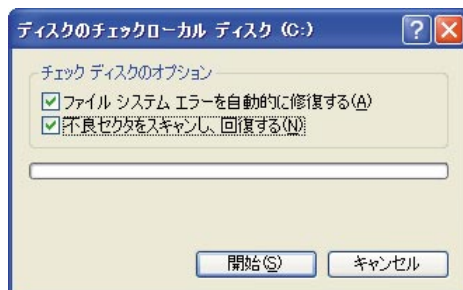 ディスクのチェックローカル ディスク (C:)
チェック ディスクのオプション
ファイル システム エラーを自動的に修復する(A)
不良セクタをスキャンし、回復する(N)
開始(S)
キャンセル